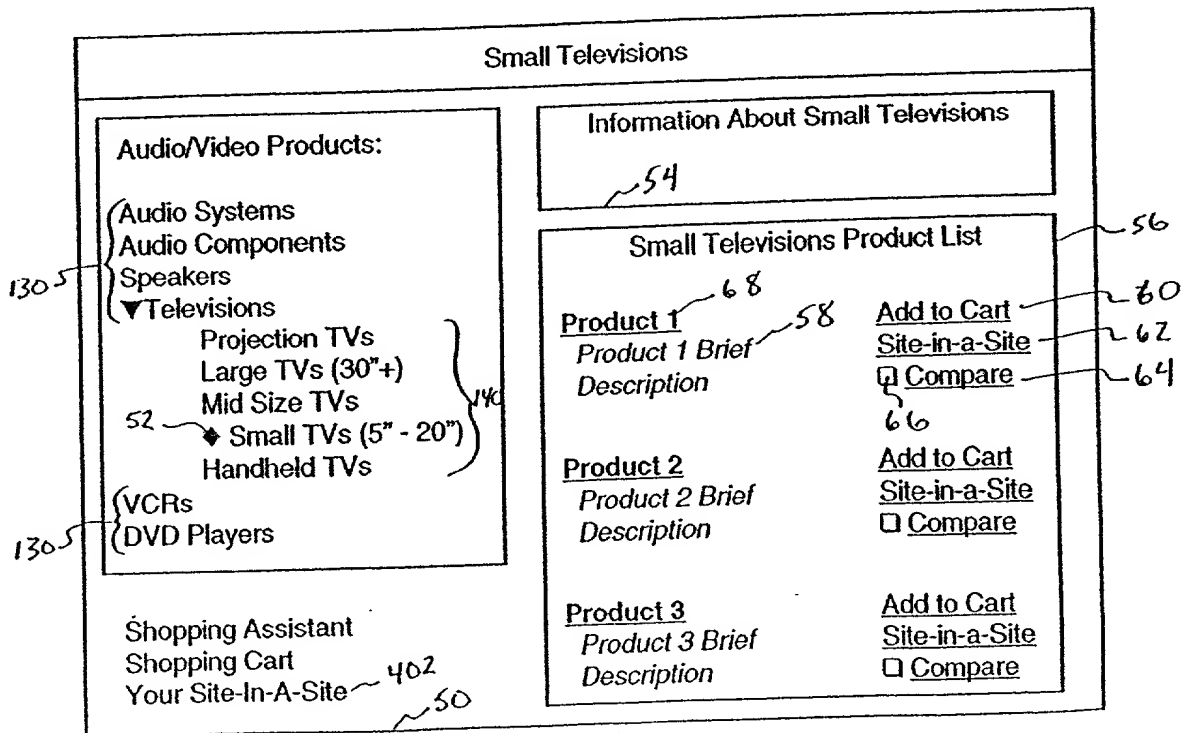 Small Televisions
Audio/Video Products:
130
Audio Systems
Audio Components
Speakers
▼Televisions
Projection TVs
Large TVs (30"+)
Mid Size TVs
52 ◆ Small TVs (5" - 20")
Handheld TVs
140
130
VCRs
DVD Players
Shopping Assistant
Shopping Cart
Your Site-In-A-Site 402
50
Information About Small Televisions
54
Small Televisions Product List 56
Product 1 68 Add to Cart 60
Product 1 Brief 58 Site-in-a-Site 62
Description ☐ Compare 64
66
Product 2 Add to Cart
Product 2 Brief Site-in-a-Site
Description ☐ Compare
Product 3 Add to Cart
Product 3 Brief Site-in-a-Site
Description ☐ Compare